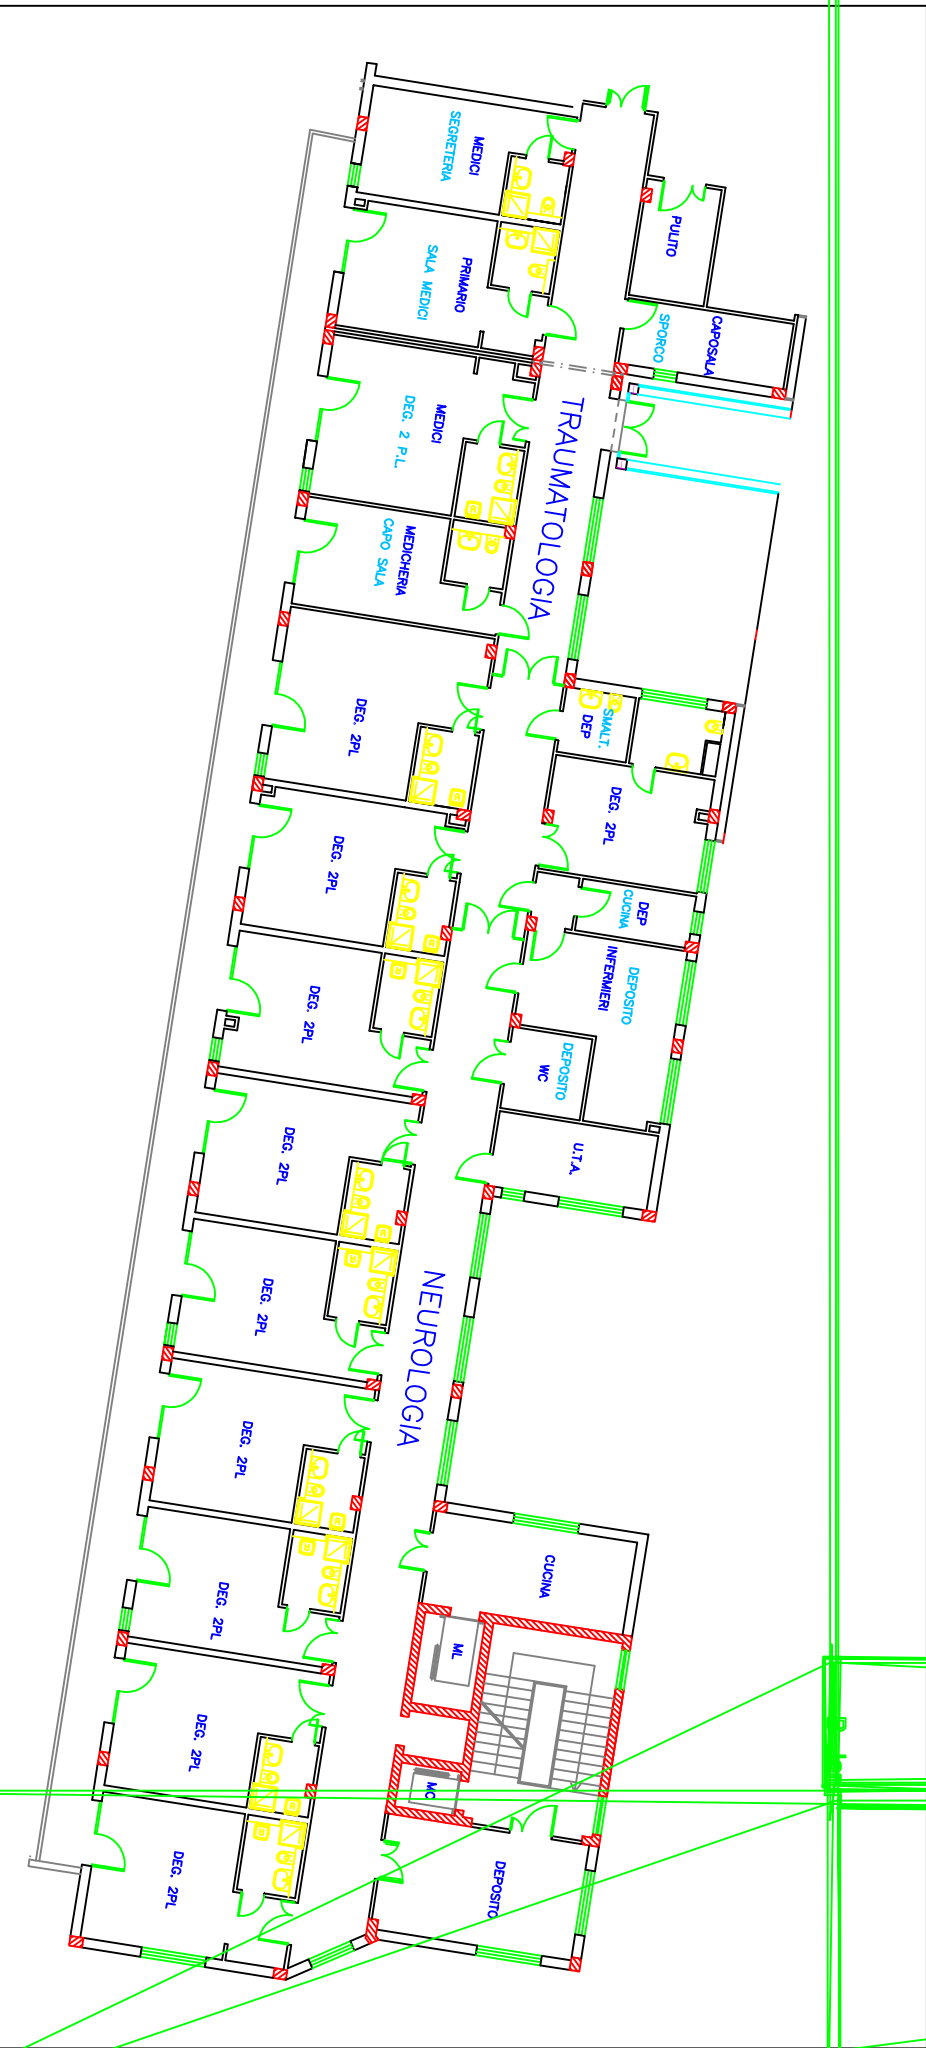 MEDICI
SEGRETERIA
PULITO
PRIMARIO
SALA MEDICI
CAPOSALA
SPORCO
MEDICI
DEG. 2 P.L.
TRAUMATOLOGIA
MEDICHERIA
CAPO SALA
DEG. 2PL
SMALT.
DEP
DEG. 2PL
DEG. 2PL
DEP
CUCINA
DEPOSITO
INFERMIERI
DEG. 2PL
DEPOSITO
WC
DEG. 2PL
U.T.A.
DEG. 2PL
NEUROLOGIA
DEG. 2PL
CUCINA
DEG. 2PL
ML
DEG. 2PL
MC
DEG. 2PL
DEPOSITO